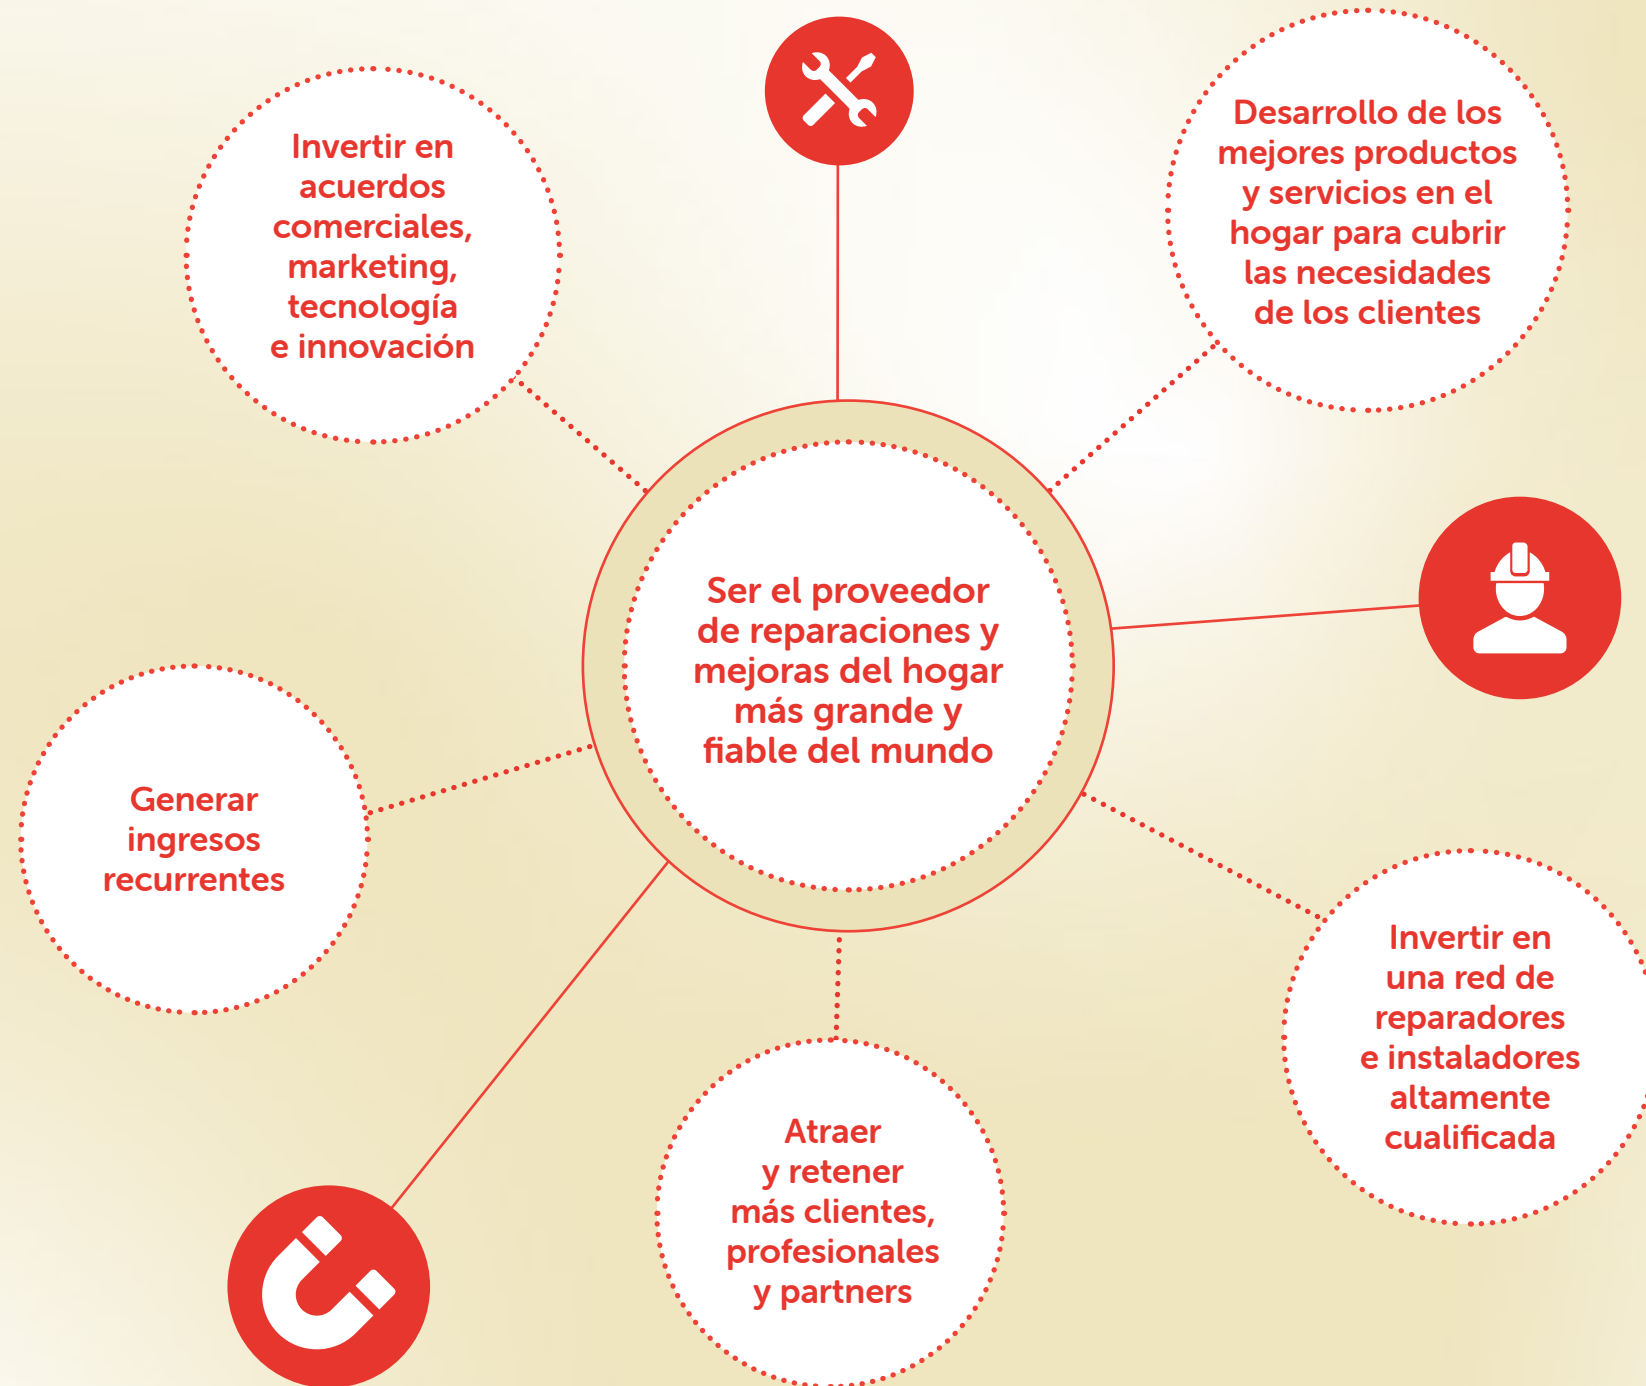 Invertir en
acuerdos
comerciales,
marketing,
tecnología
e innovación
Desarrollo de los
mejores productos
y servicios en el
hogar para cubrir
las necesidades
de los clientes
Ser el proveedor
de reparaciones y
mejoras del hogar
más grande y
fiable del mundo
Generar
ingresos
recurrentes
Invertir en
una red de
reparadores
e instaladores
altamente
cualificada
Atraer
y retener
más clientes,
profesionales
y partners